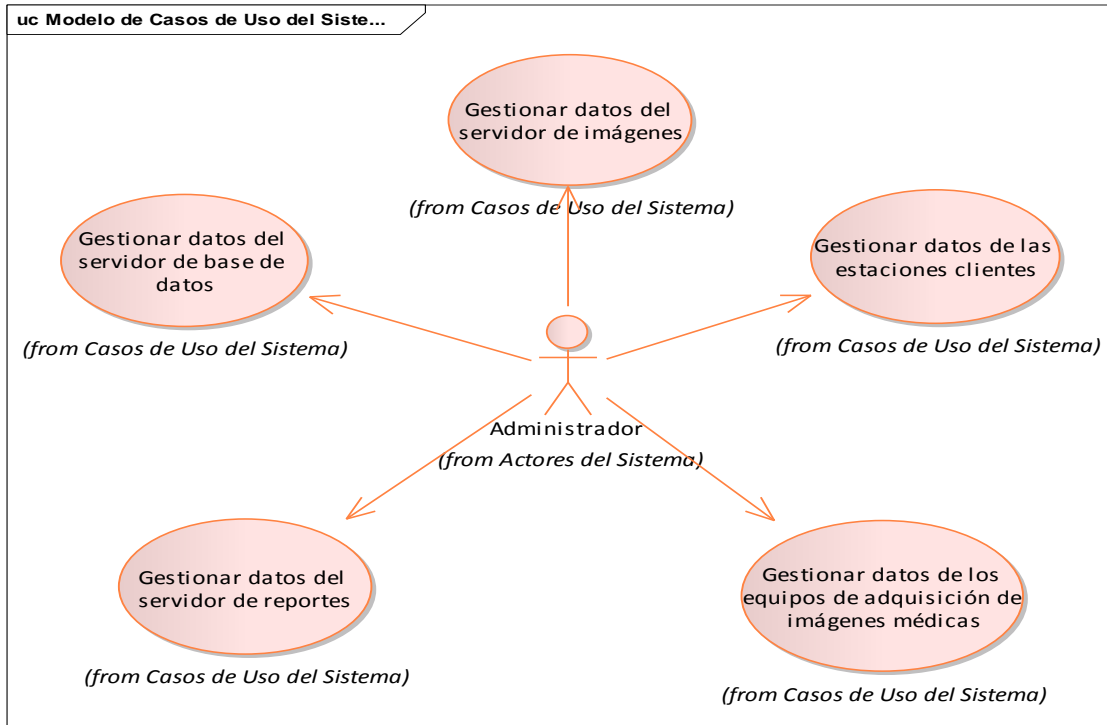 uc Modelo de Casos de Uso del Siste...
Gestionar datos del
servidor de imágenes
(from Casos de Uso del Sistema)
Gestionar datos del
servidor de base de
datos
(from Casos de Uso del Sistema)
Gestionar datos de las
estaciones clientes
(from Casos de Uso del Sistema)
Administrador
(from Actores del Sistema)
Gestionar datos del
servidor de reportes
(from Casos de Uso del Sistema)
Gestionar datos de los
equipos de adquisición de
imágenes médicas
(from Casos de Uso del Sistema)